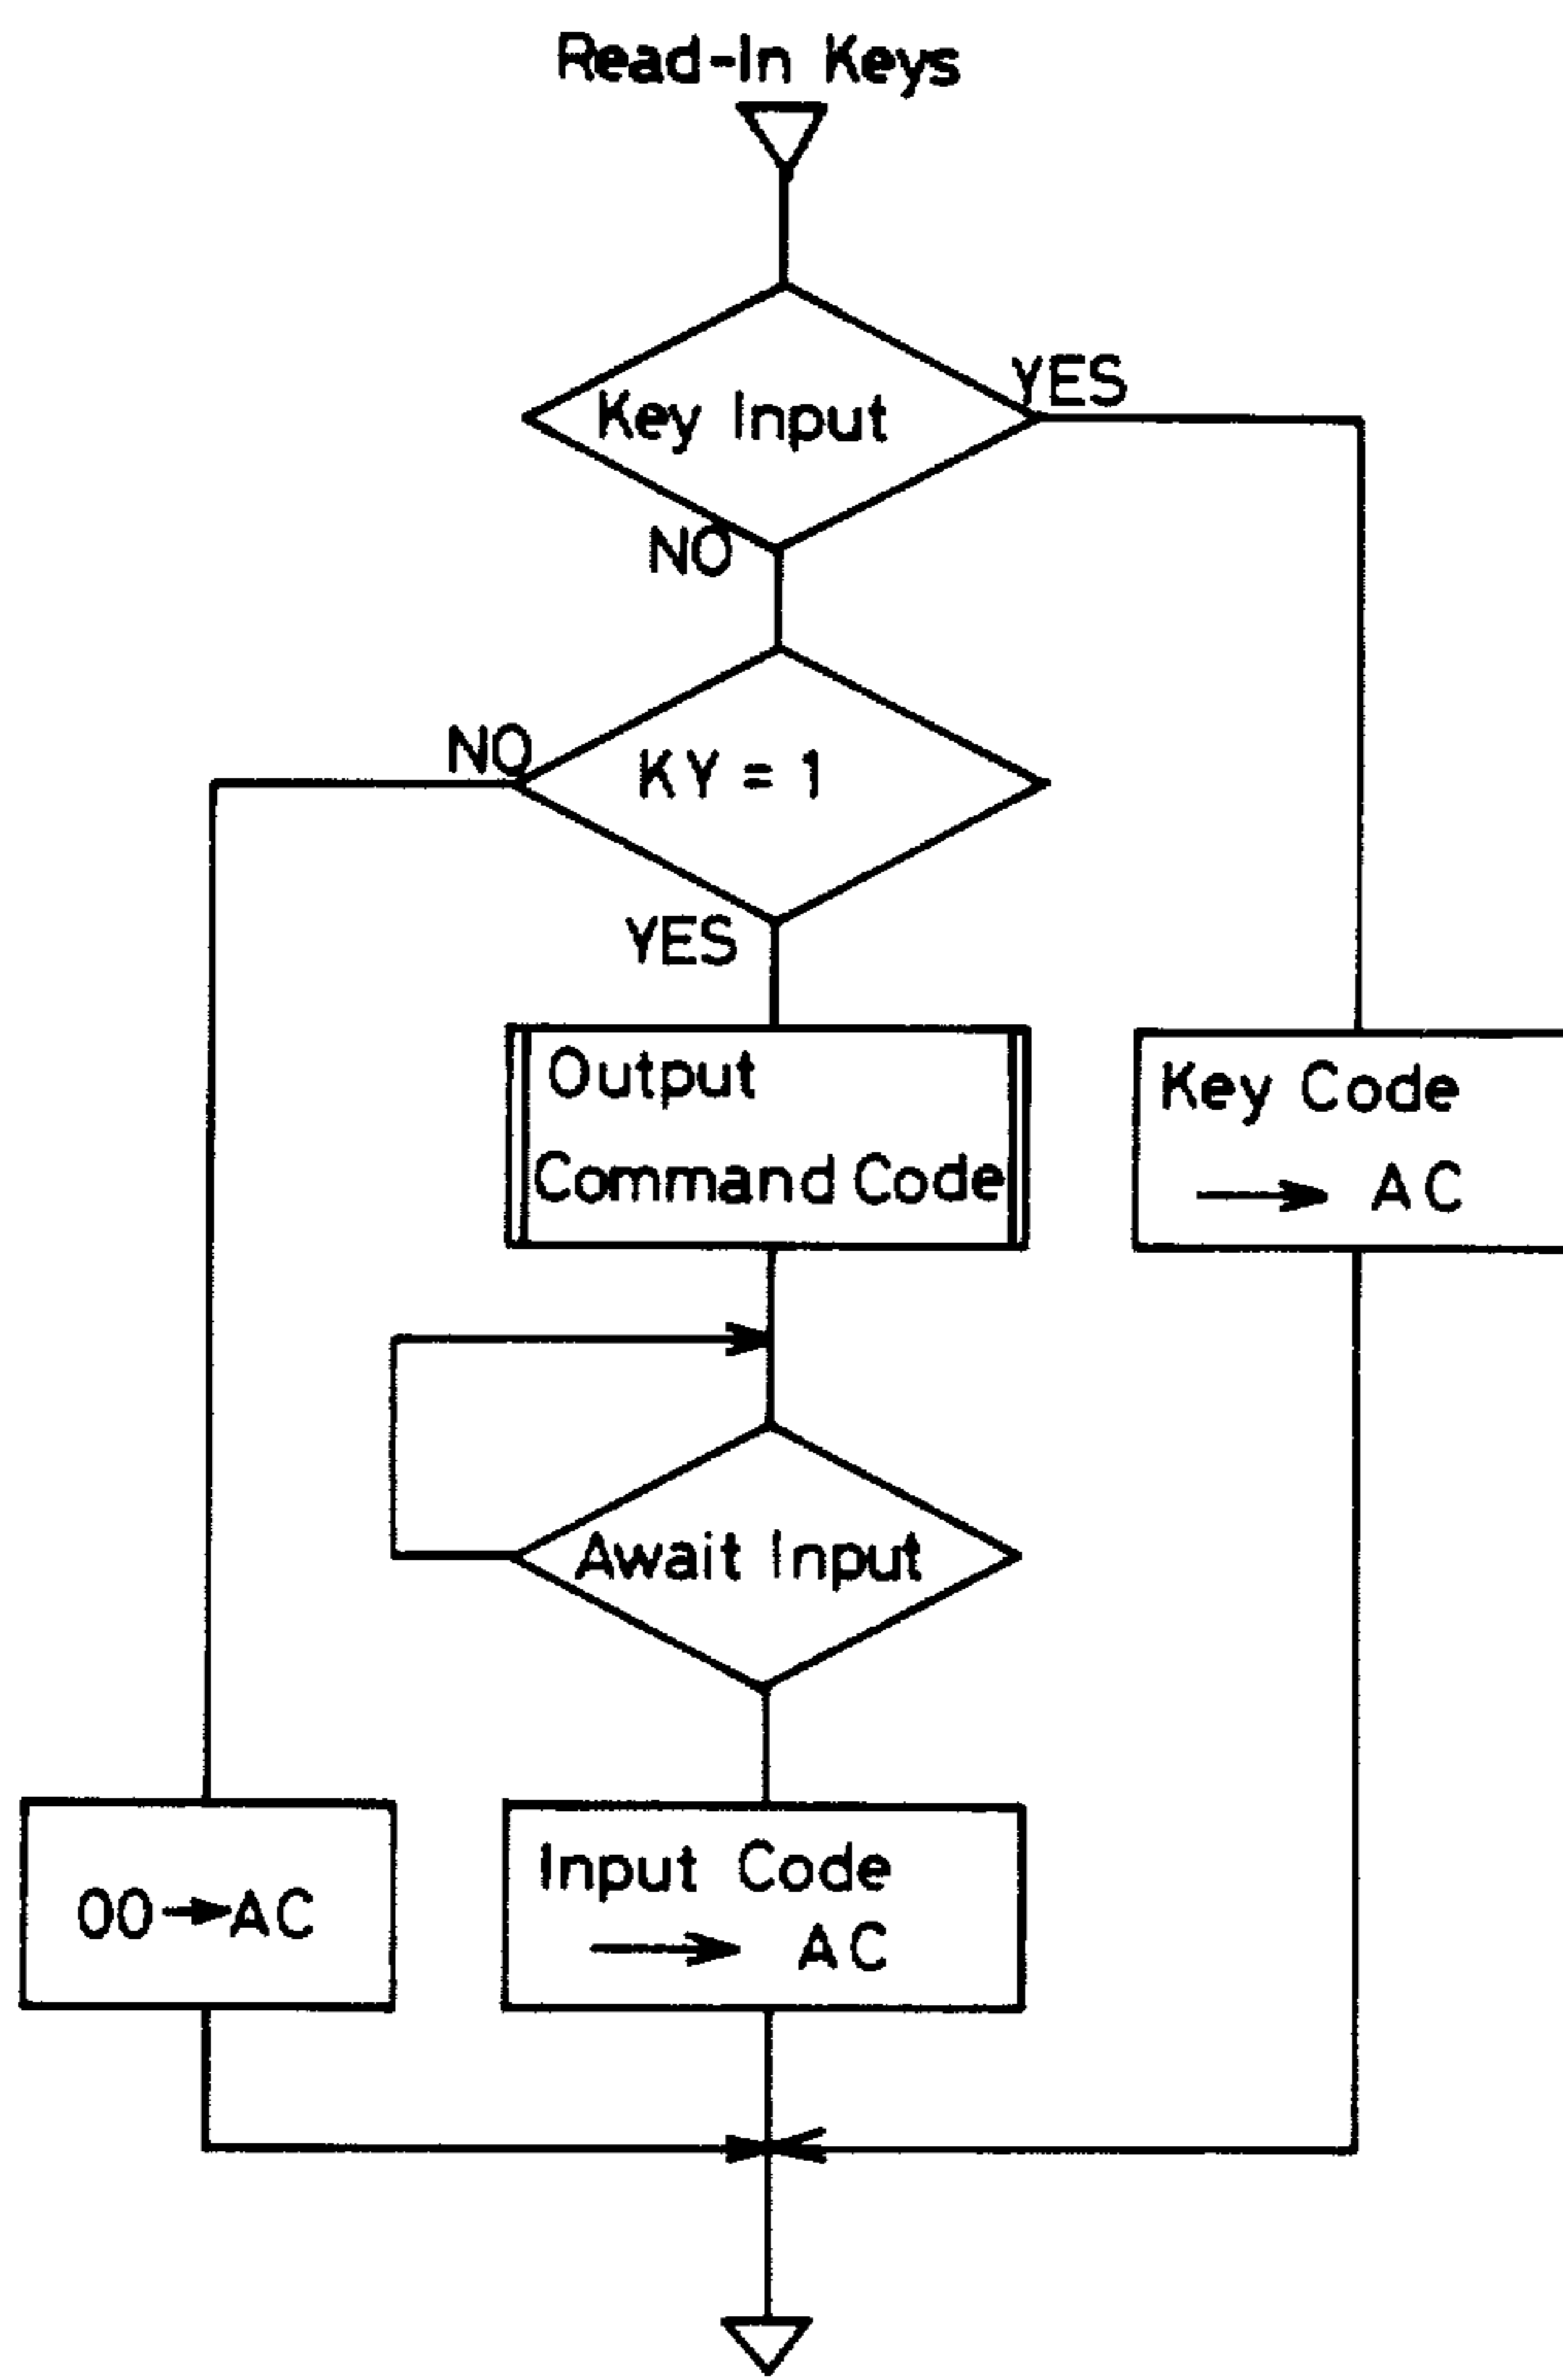 Read-In Keys
Key Input
YES
NO
KY = 1
NO
YES
Output
Command Code
Key Code
→ AC
Await Input
00→AC
Input Code
→ AC